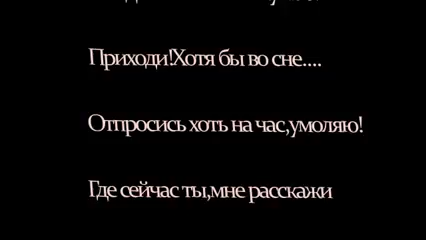 Приходи!Хотя бы во сне....
Отпросись хоть на час,умоляю!
Где сейчас ты,мне расскажи